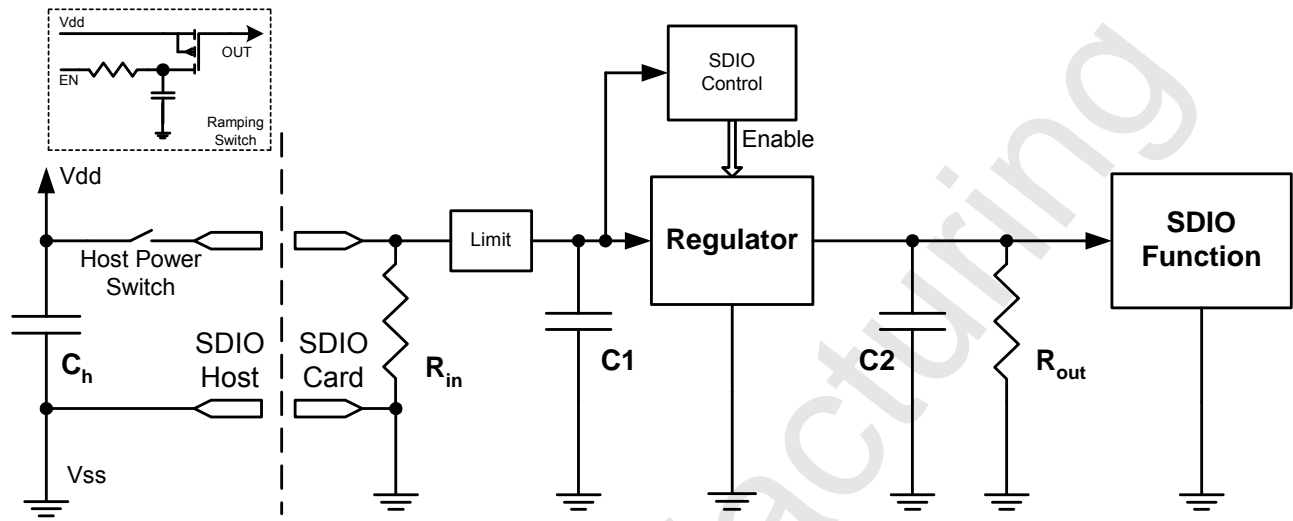 Vdd
OUT
EN
Ramping
Switch
SDIO
Control
Enable
Vdd
Host Power
Switch
Limit
Regulator
SDIO
Function
Ch
SDIO
Host
SDIO
Card
Rin
C1
C2
Rout
Vss